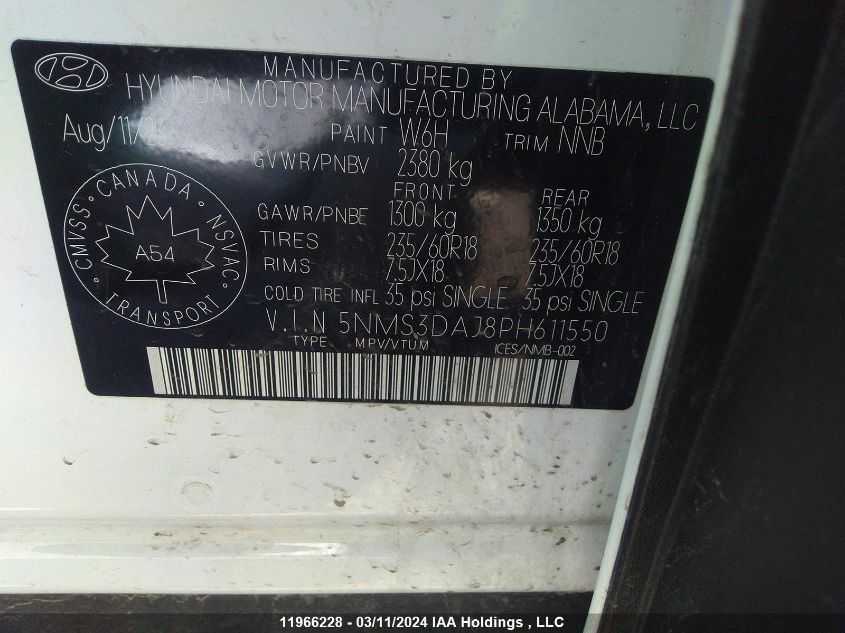 MANUFACTURED BY
HYUNDAI MOTOR MANUFACTURING ALABAMA, LLC
Aug/11/ PAINT W6H TRIM NNB
GVWR/PNBV 2380 kg
FRONT REAR
GAWR/PNBE 1300 kg 1350 kg
TIRES 235/60R18 235/60R18
RIMS 7.5JX18 7.5JX18
COLD TIRE INFL 35 psi SINGLE 35 psi SINGLE
V.I.N 5NMS3DAJ8PH611550
TYPE MPV/VTUM ICES/NMB-002
CANADA
CMVSS NSVAC
A54
TRANSPORT
11966228 - 03/11/2024 IAA Holdings , LLC